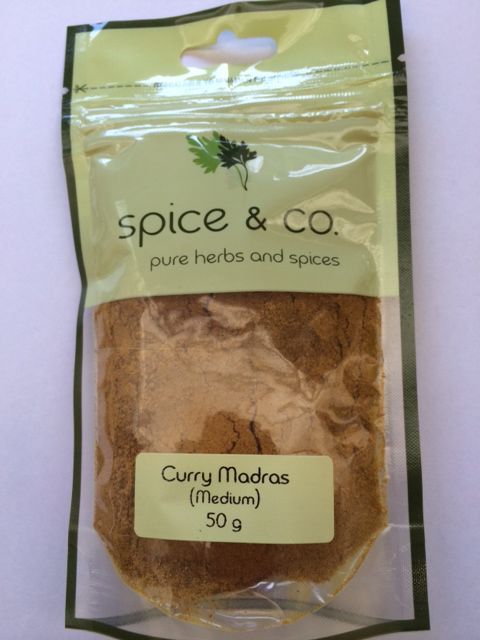 spice & co.
pure herbs and spices
Curry Madras
(Medium)
50 g